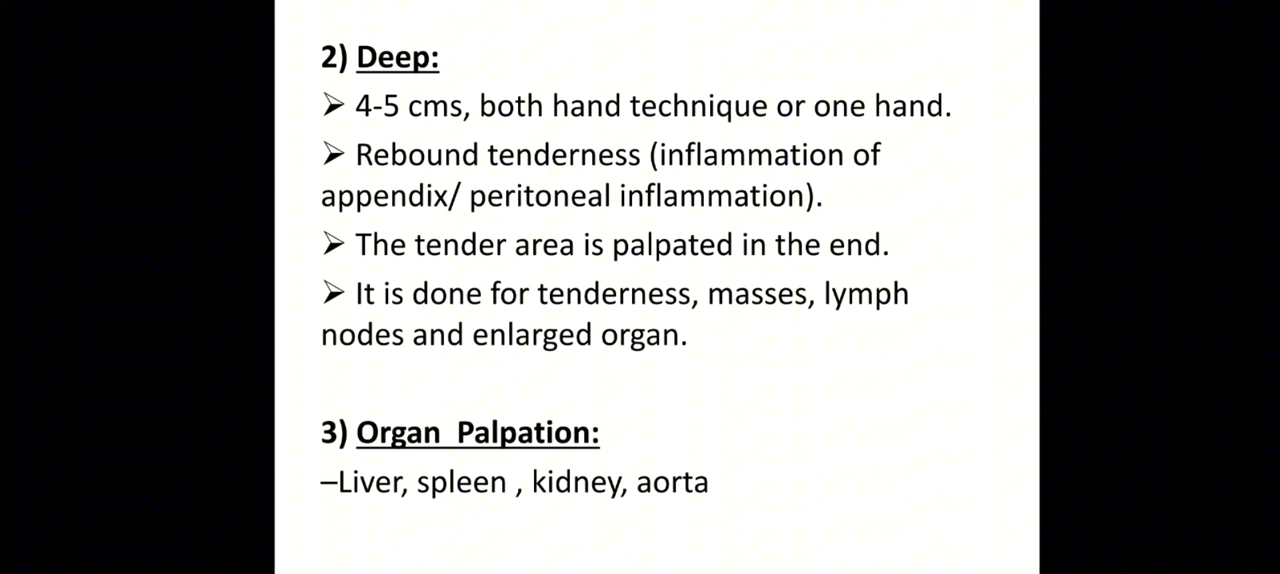 2) Deep:
➢ 4-5 cms, both hand technique or one hand.
➢ Rebound tenderness (inflammation of
appendix/ peritoneal inflammation).
➢ The tender area is palpated in the end.
➢ It is done for tenderness, masses, lymph
nodes and enlarged organ.
3) Organ  Palpation:
–Liver, spleen , kidney, aorta